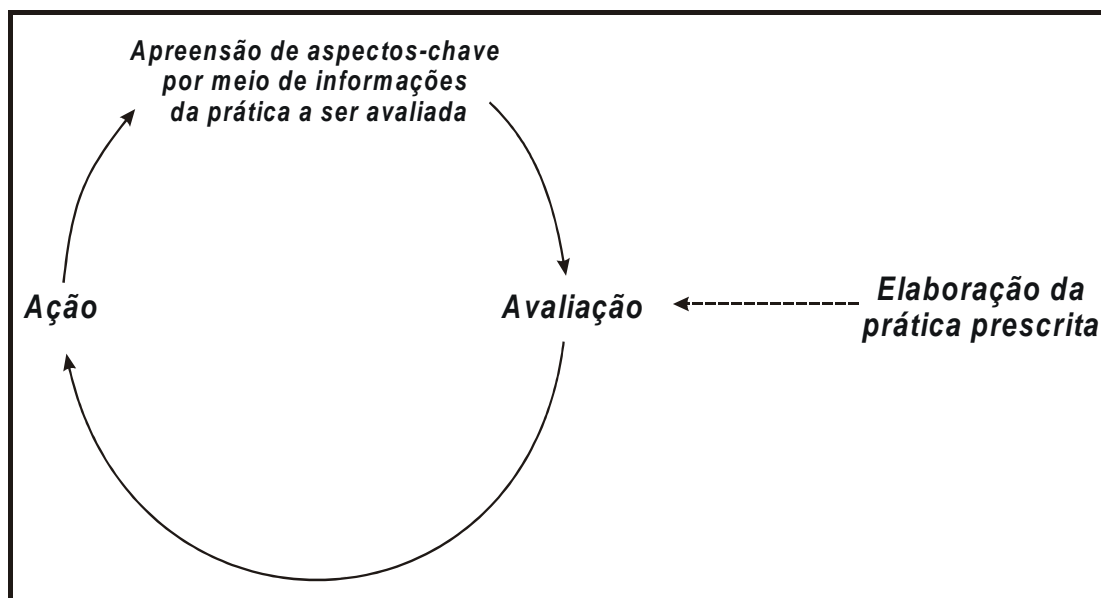 Apreensão de aspectos-chave
por meio de informações
da prática a ser avaliada
Ação
Avaliação
Elaboração da
prática prescrita